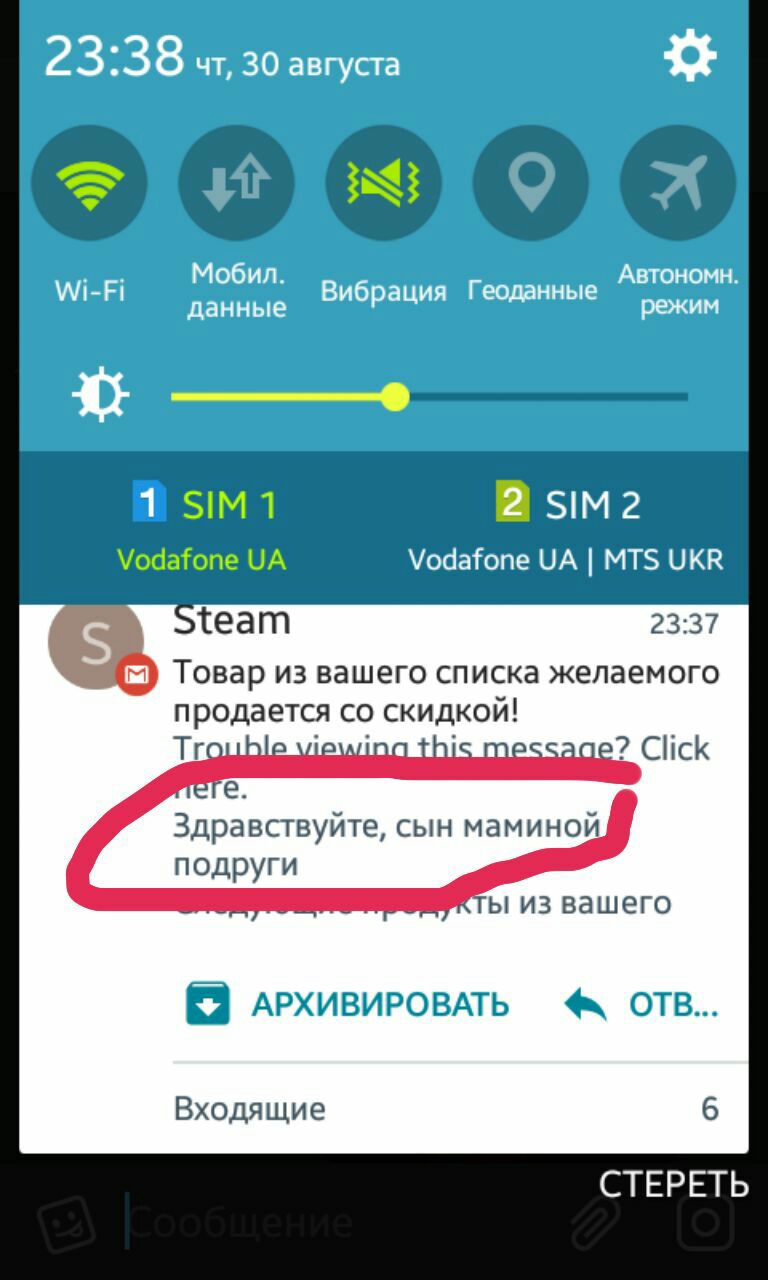 23:38 чт, 30 августа
Wi-Fi
Мобил. данные
Вибрация
Геоданные
Автономн. режим
1 SIM 1
Vodafone UA
2 SIM 2
Vodafone UA | MTS UKR
S
Steam 23:37
Товар из вашего списка желаемого
продается со скидкой!
Trouble viewing this message? Click
here.
Здравствуйте, сын маминой
подруги
Следующие продукты из вашего
АРХИВИРОВАТЬ ОТВ...
Входящие 6
СТЕРЕТЬ
Сообщение